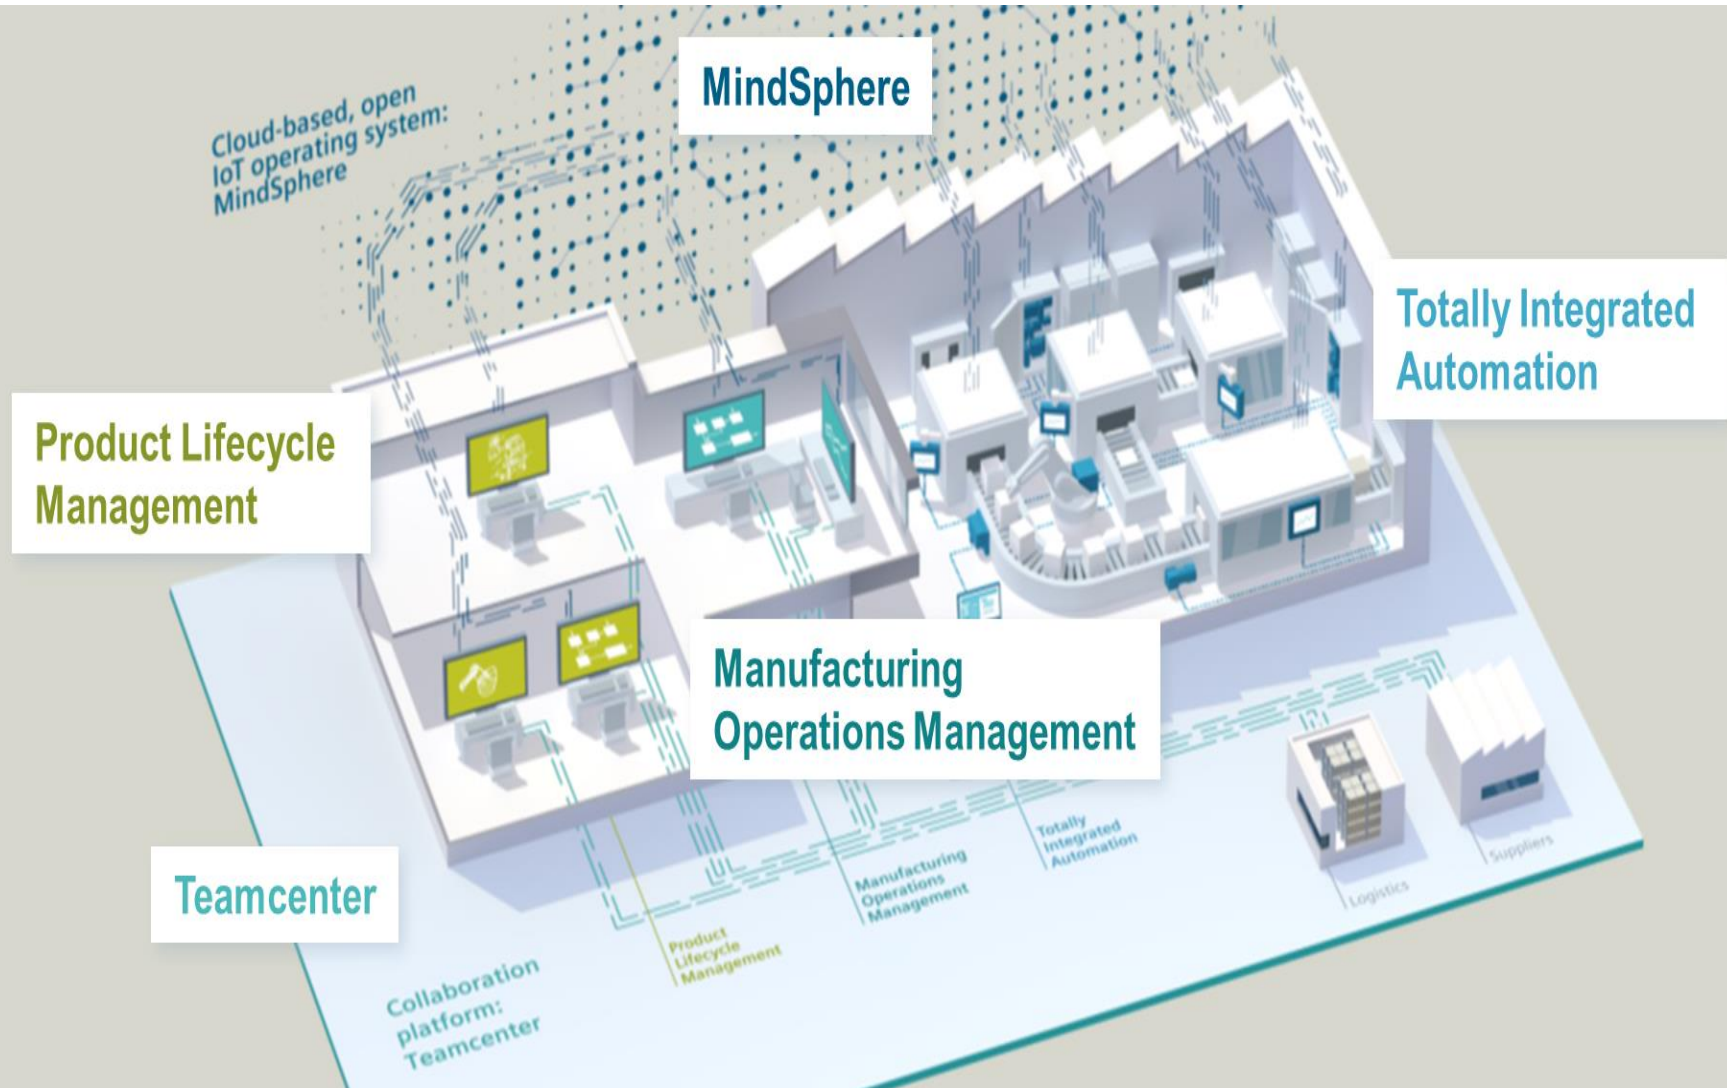 MindSphere
Cloud-based, open
IoT operating system:
MindSphere
Totally Integrated
Automation
Product Lifecycle
Management
Manufacturing
Operations Management
Teamcenter
Totally
Integrated
Automation
Manufacturing
Operations
Management
Product
Lifecycle
Management
Suppliers
Logistics
Collaboration
platform:
Teamcenter